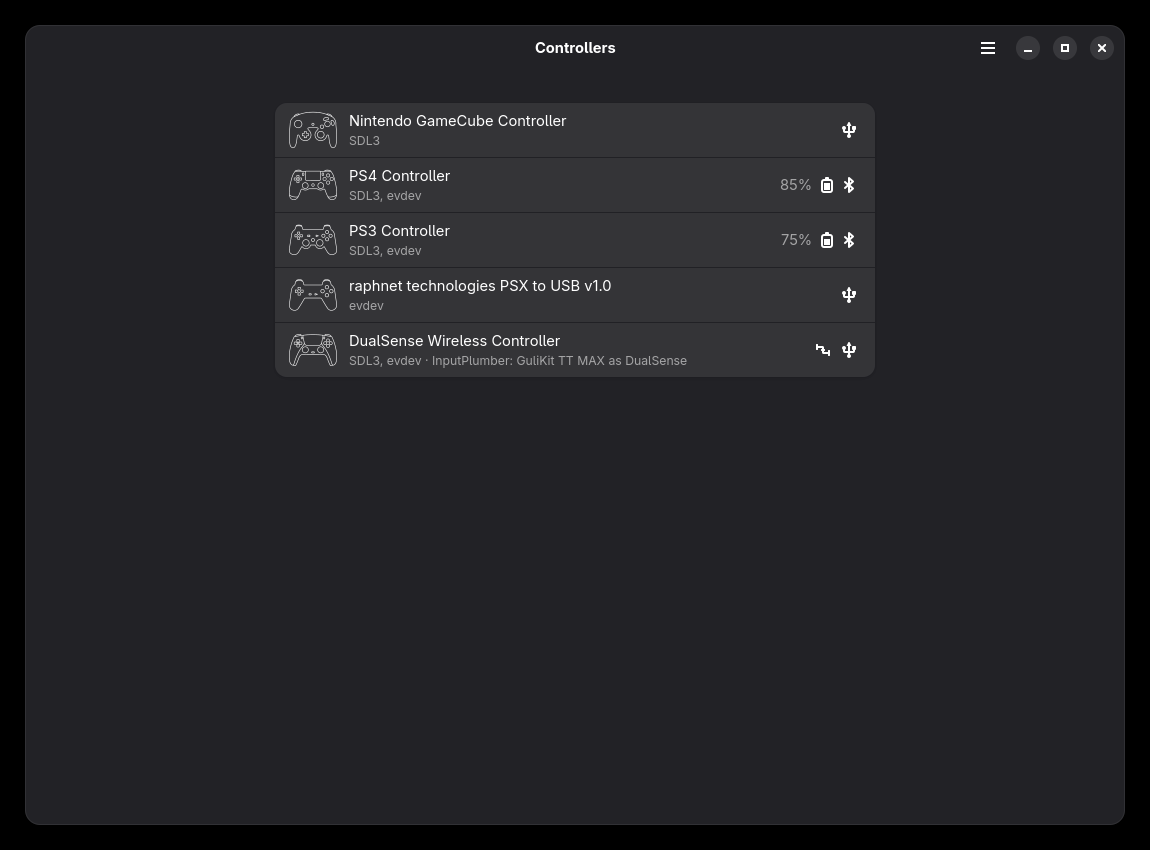 Controllers
Nintendo GameCube Controller
SDL3
PS4 Controller
SDL3, evdev
85%
PS3 Controller
SDL3, evdev
75%
raphnet technologies PSX to USB v1.0
evdev
DualSense Wireless Controller
SDL3, evdev · InputPlumber: GuliKit TT MAX as DualSense